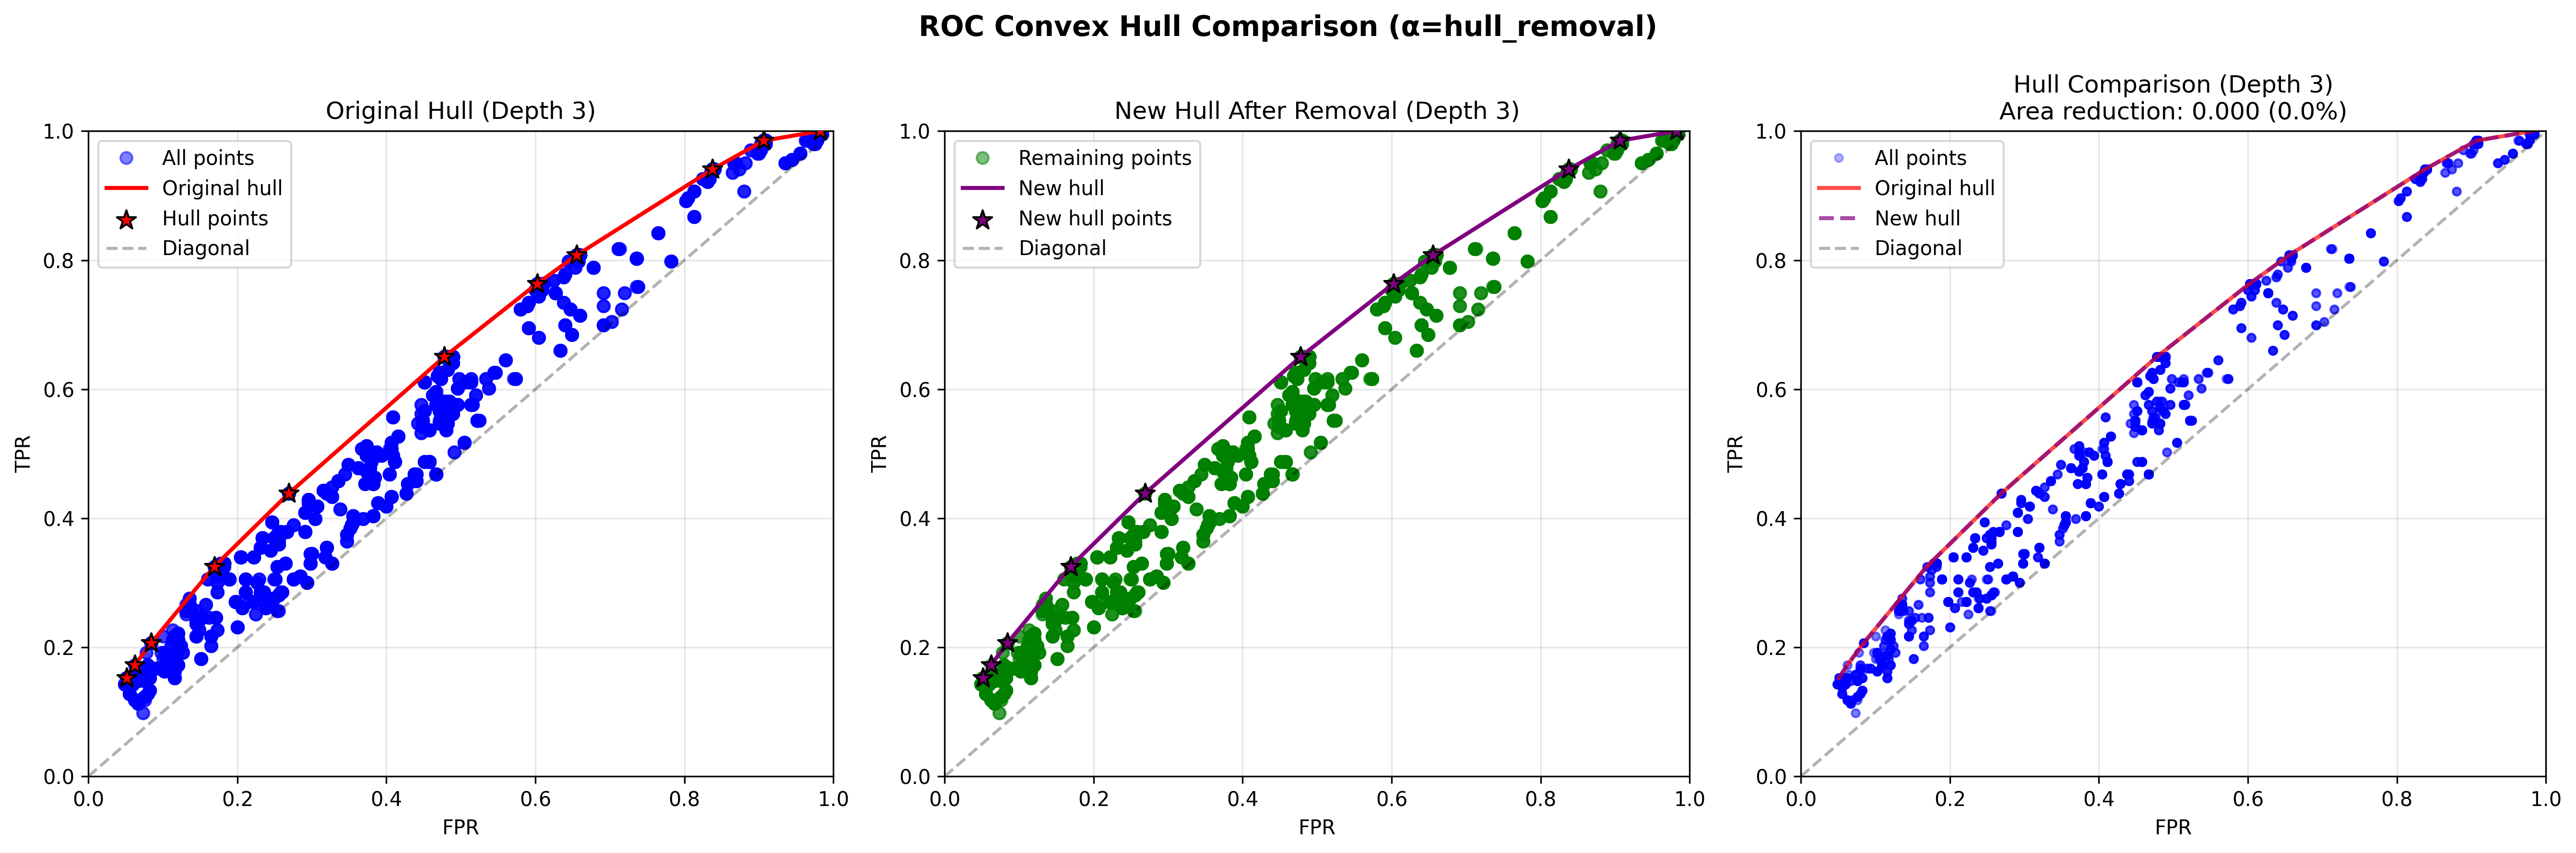 ROC Convex Hull Comparison (α=hull_removal)
Original Hull (Depth 3)
All points
Original hull
Hull points
Diagonal
1.0
0.8
0.6
0.4
0.2
0.0
TPR
0.0 0.2 0.4 0.6 0.8 1.0
FPR
New Hull After Removal (Depth 3)
Remaining points
New hull
New hull points
Diagonal
1.0
0.8
0.6
0.4
0.2
0.0
TPR
0.0 0.2 0.4 0.6 0.8 1.0
FPR
Hull Comparison (Depth 3)
Area reduction: 0.000 (0.0%)
All points
Original hull
New hull
Diagonal
1.0
0.8
0.6
0.4
0.2
0.0
TPR
0.0 0.2 0.4 0.6 0.8 1.0
FPR